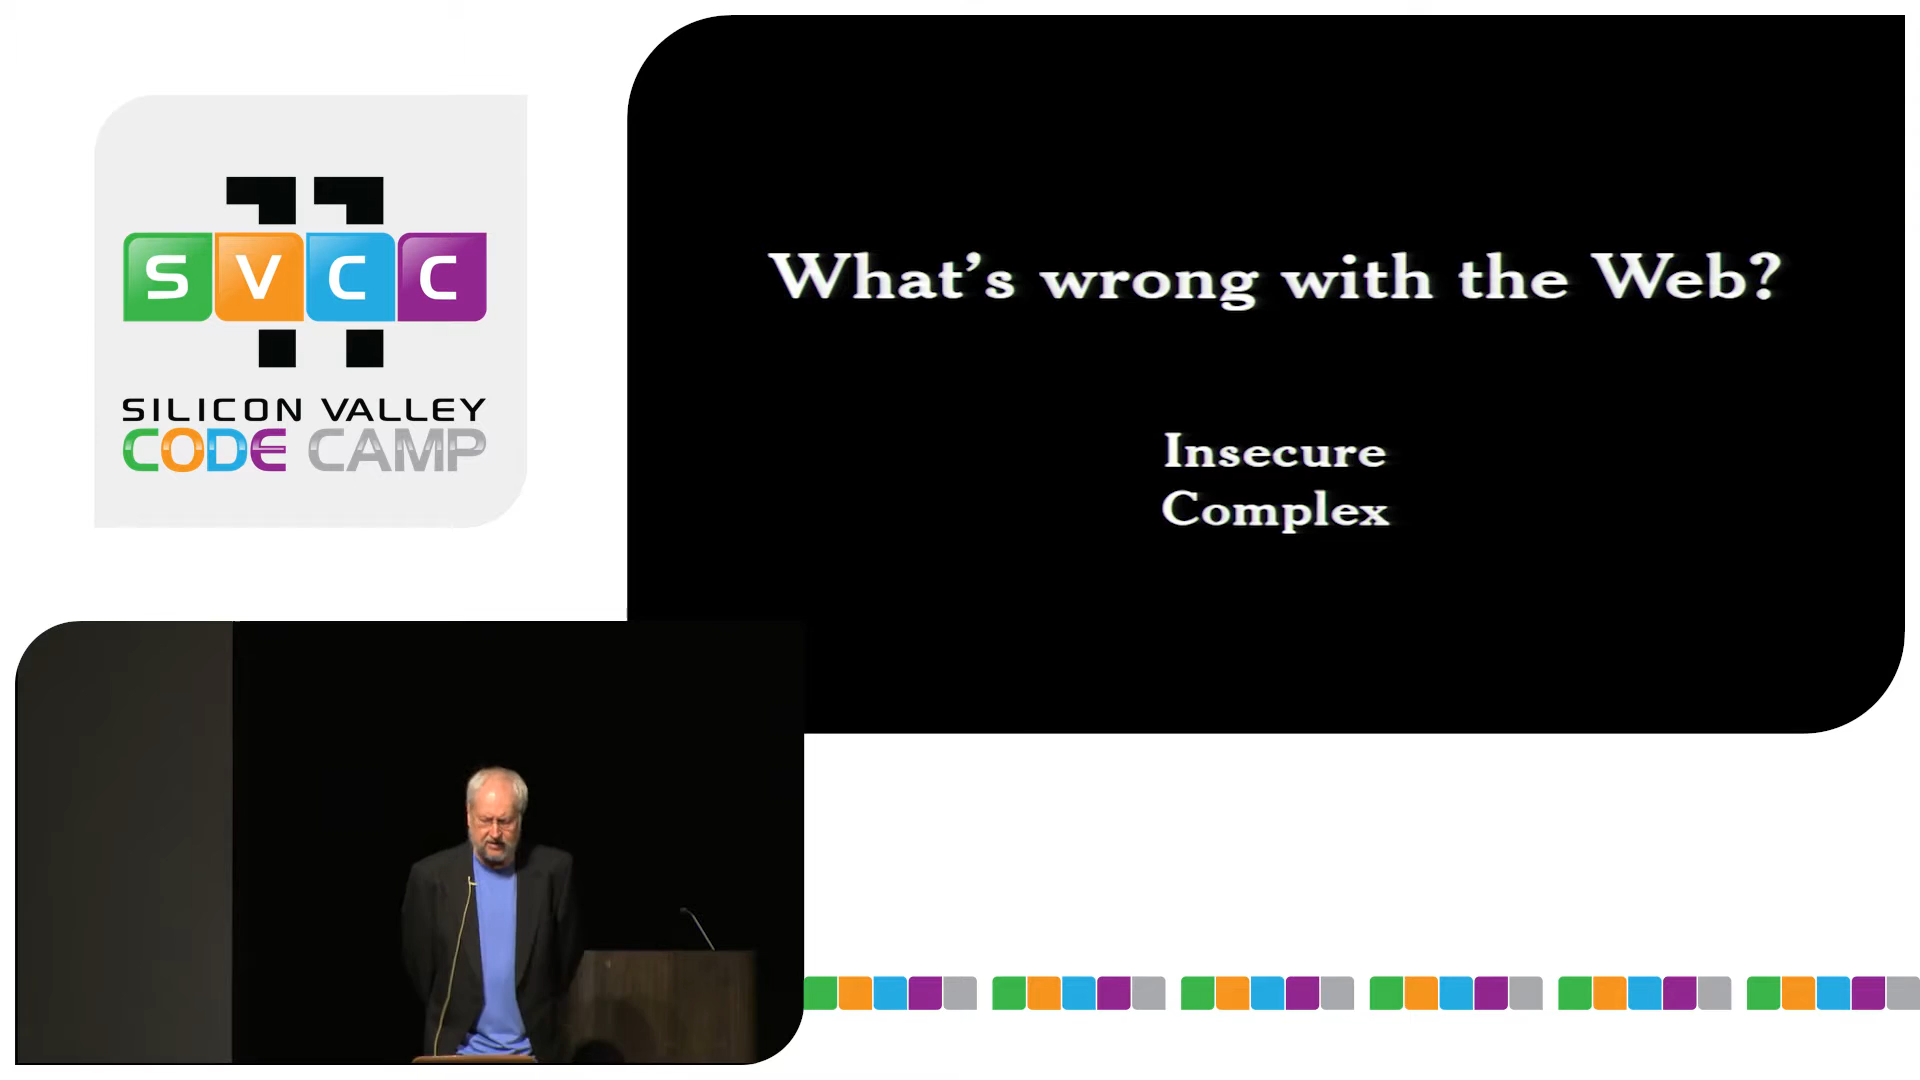 SVCC
SILICON VALLEY
CODE CAMP
What's wrong with the Web?
Insecure
Complex